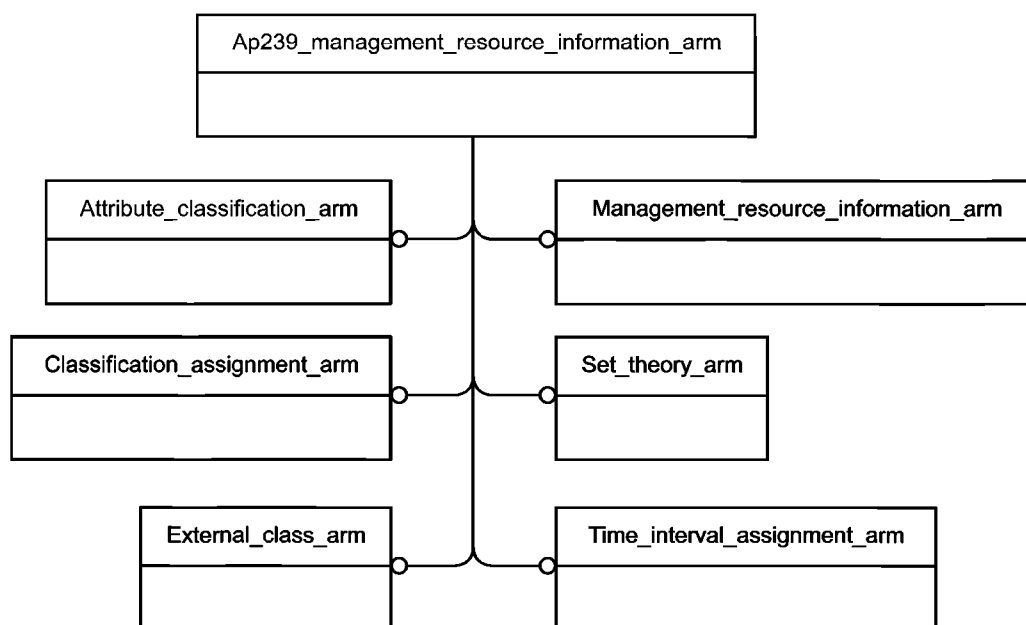 Ap239_management_resource_information_arm
Attribute_classification_arm
Management_resource_information_arm
Classification_assignment_arm
Set_theory_arm
External_class_arm
Time_interval_assignment_arm